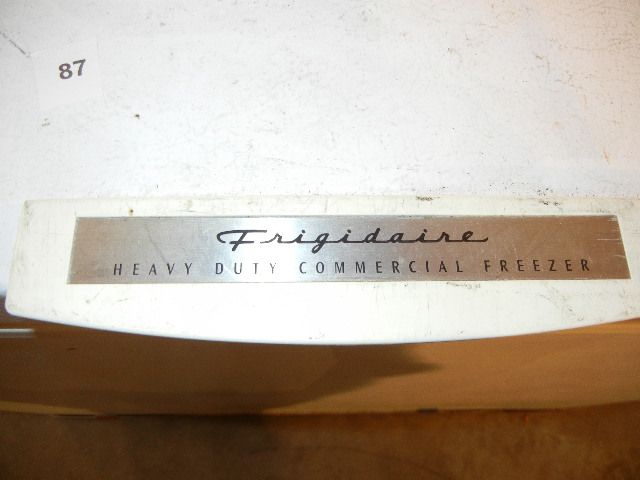 87
Frigidaire
HEAVY DUTY COMMERCIAL FREEZER